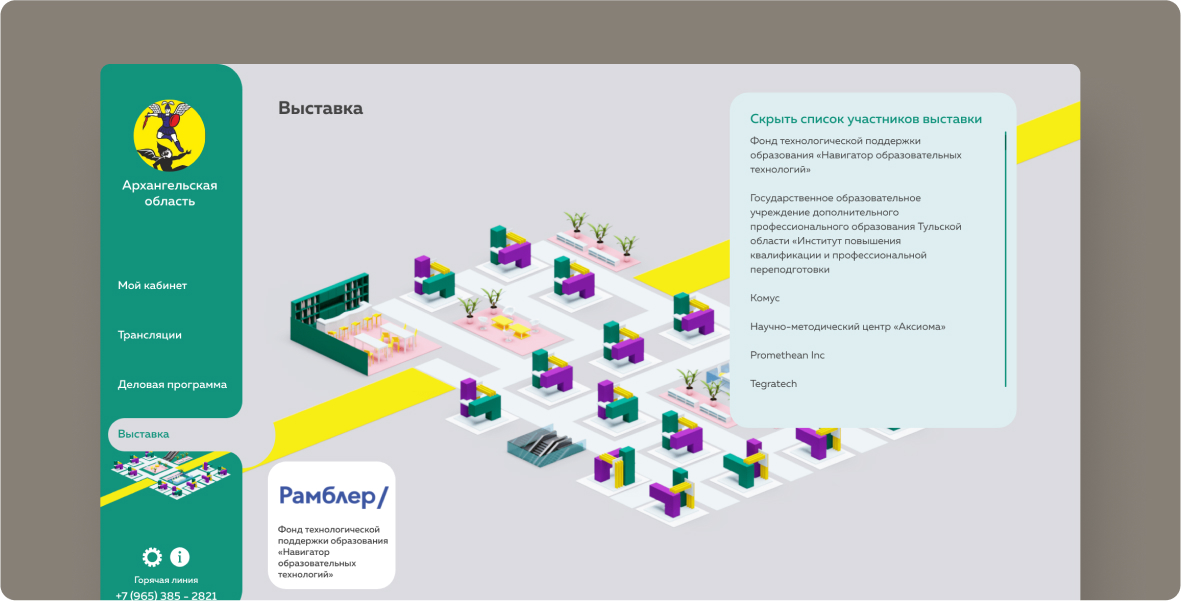 Архангельская
область
Мой кабинет
Трансляции
Деловая программа
Выставка
Горячая линия
+7 (965) 385 - 2821
Выставка
Скрыть список участников выставки
Фонд технологической поддержки
образования «Навигатор образовательных
технологий»
Государственное образовательное
учреждение дополнительного
профессионального образования Тульской
области «Институт повышения
квалификации и профессиональной
переподготовки
Комус
Научно-методический центр «Аксиома»
Promethean Inc
Tegratech
Рамблер/
Фонд технологической
поддержки образования
«Навигатор
образовательных
технологий»